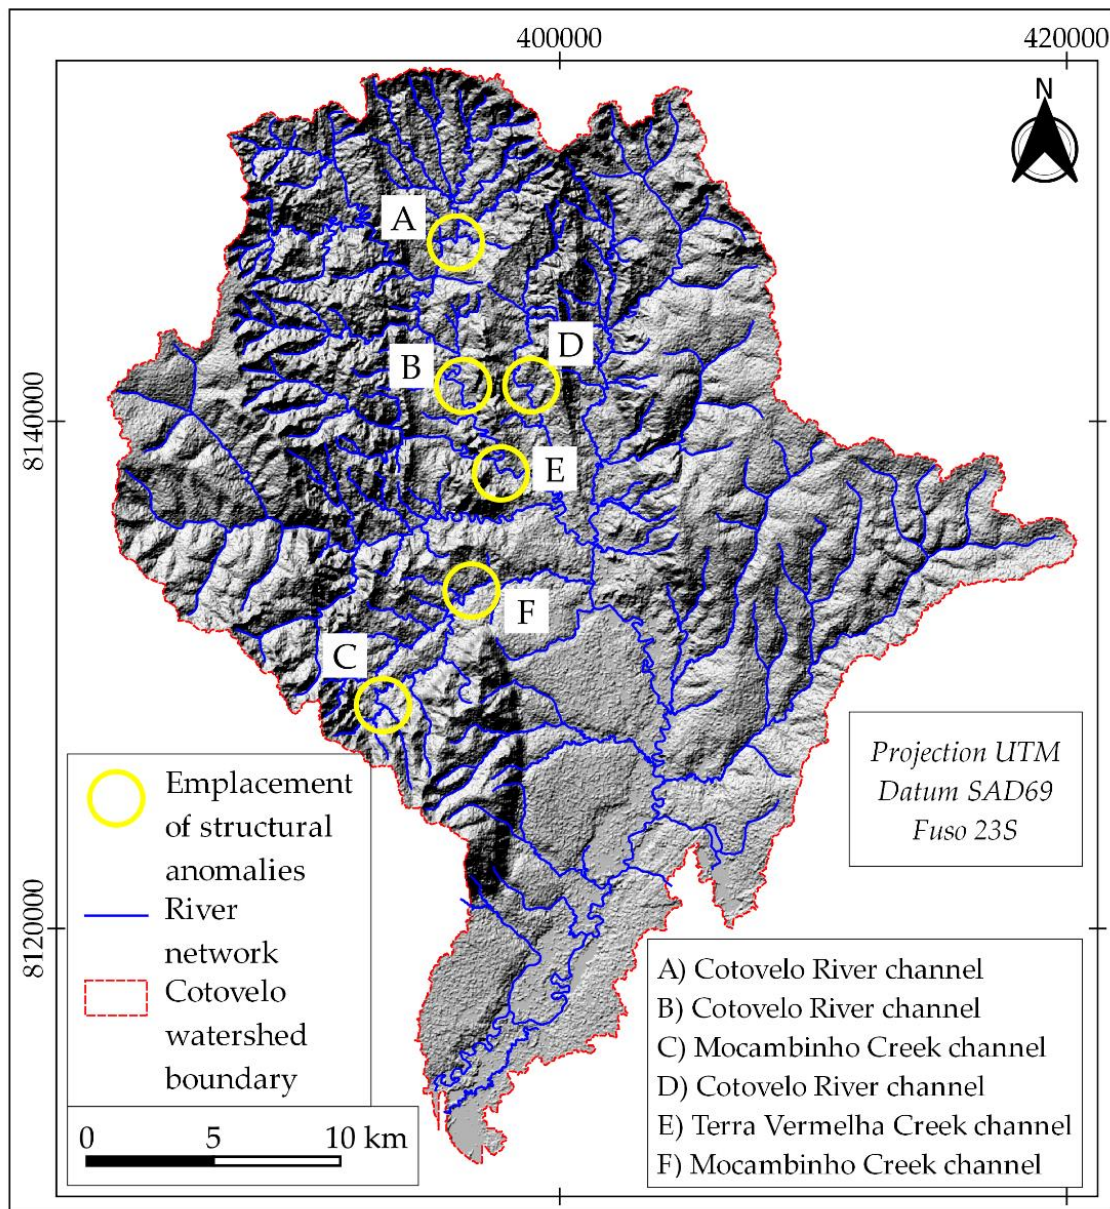 400000
420000
N
A
D
B
8140000
E
F
C
Projection UTM
Datum SAD69
Fuso 23S
Emplacement
of structural
anomalies
River
network
Cotovelo
watershed
boundary
8120000
A) Cotovelo River channel
B) Cotovelo River channel
C) Mocambinho Creek channel
D) Cotovelo River channel
E) Terra Vermelha Creek channel
F) Mocambinho Creek channel
0 5 10 km